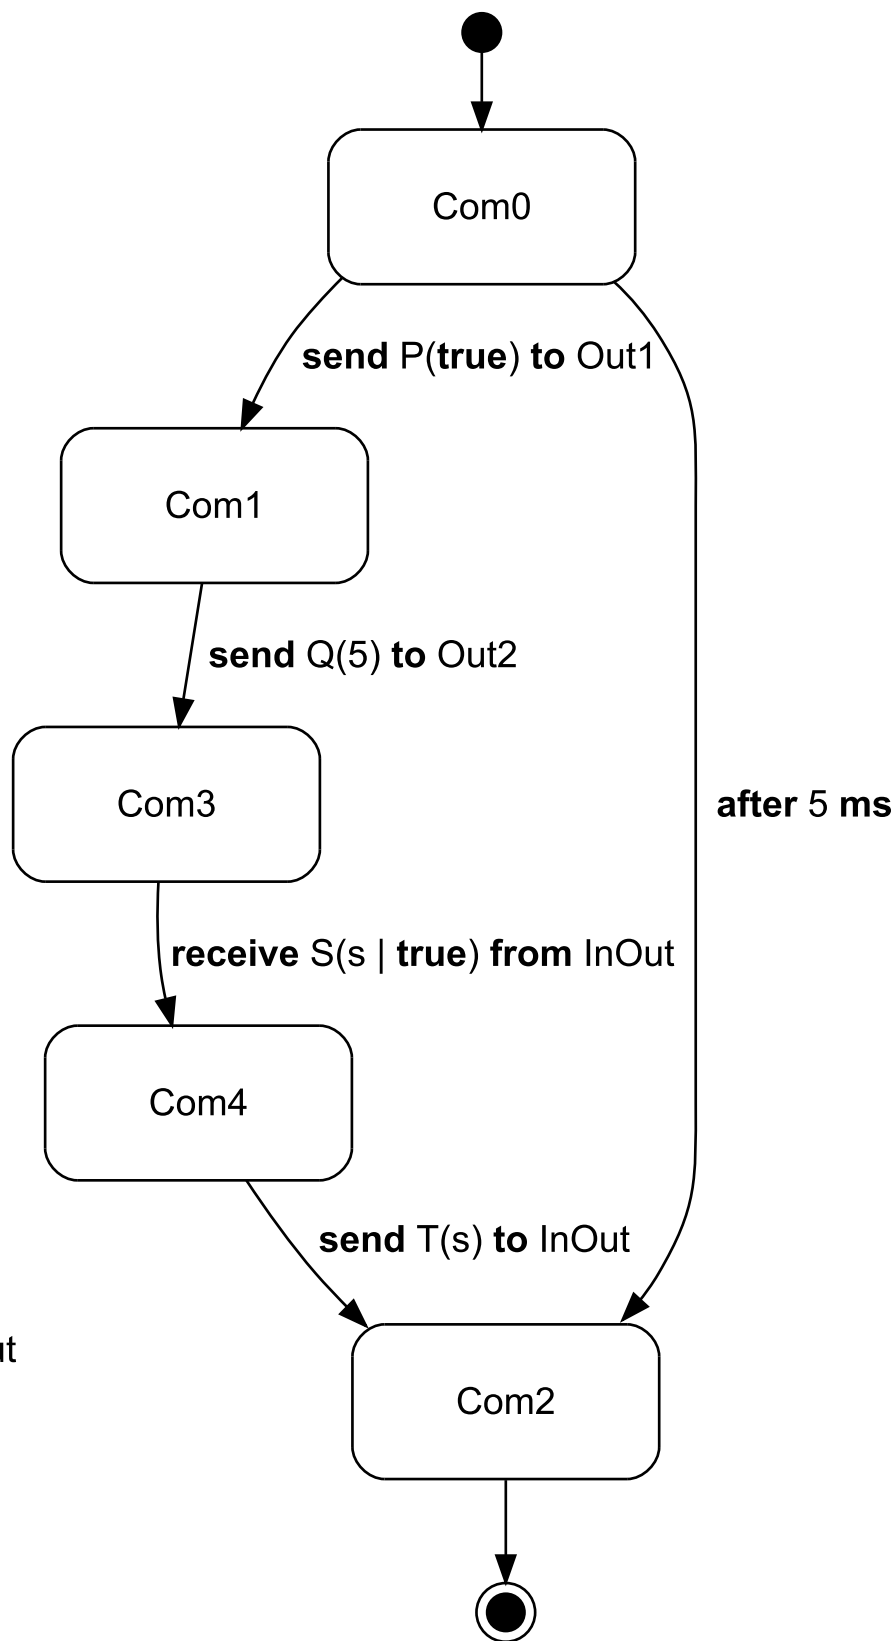 Com0
send P(true) to Out1
Com1
send Q(5) to Out2
Com3
after 5 ms
receive S(s | true) from InOut
Com4
send T(s) to InOut
Com2